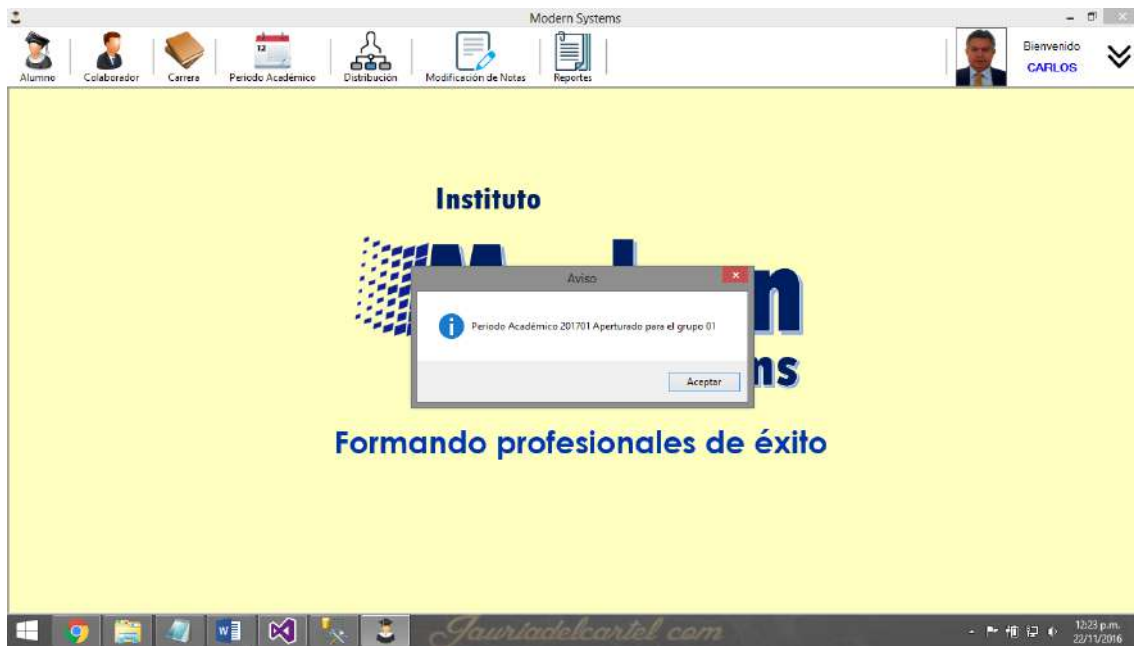 Modern Systems
Alumno
Colaborador
Carrera
12
Periodo Académico
Distribución
Modificación de Notas
Reportes
Bienvenido
CARLOS
Instituto
Aviso
Periodo Académico 201701 Aperturado para el grupo 01
Aceptar
Formando profesionales de éxito
Jauriadelcartel.com
12:23 p.m.
22/11/2016